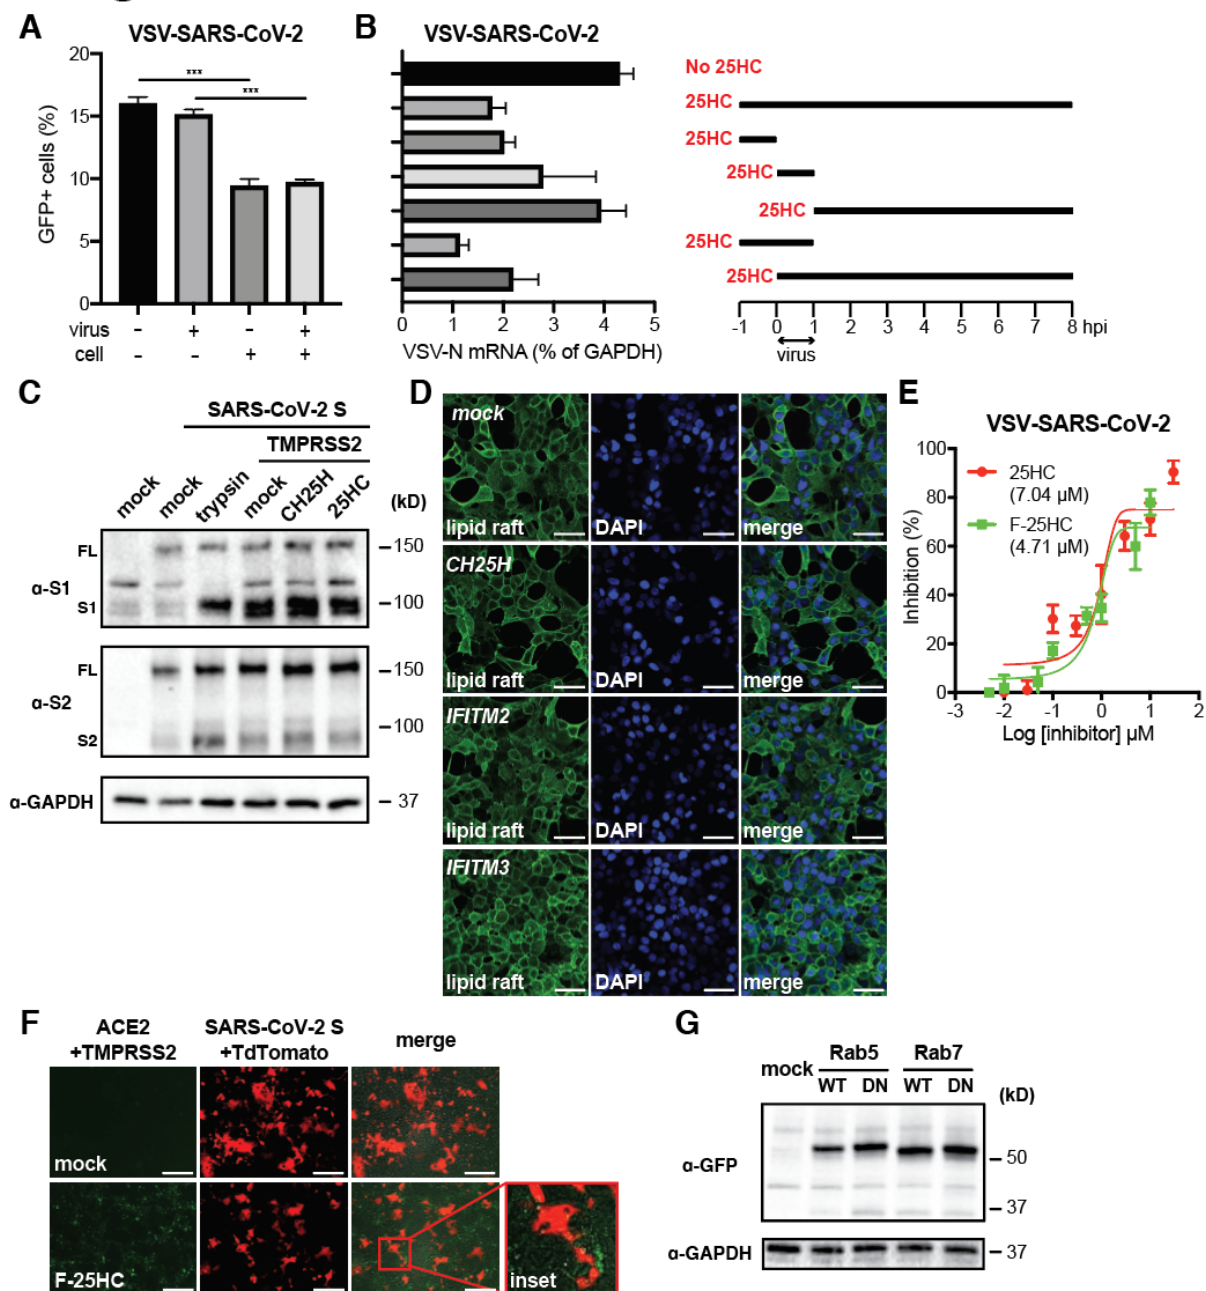 A
VSV-SARS-CoV-2
20
15
10
5
0
GFP+ cells (%)
***
***
virus - + - +
cell - - + +
B
VSV-SARS-CoV-2
0 1 2 3 4 5
VSV-N mRNA (% of GAPDH)
No 25HC
25HC
25HC
25HC
25HC
25HC
25HC
-1 0 1 2 3 4 5 6 7 8 hpi
virus
C
SARS-CoV-2 S
TMPRSS2
mock mock trypsin mock CH25H 25HC (kD)
FL
α-S1
S1
150
100
FL
α-S2
S2
150
100
α-GAPDH
37
D
mock
lipid raft DAPI merge
CH25H
lipid raft DAPI merge
IFITM2
lipid raft DAPI merge
IFITM3
lipid raft DAPI merge
E
VSV-SARS-CoV-2
100
80
60
40
20
0
Inhibition (%)
25HC
(7.04 µM)
F-25HC
(4.71 µM)
-3 -2 -1 0 1 2
Log [inhibitor] µM
F
ACE2
+TMPRSS2
SARS-CoV-2 S
+TdTomato
merge
mock
F-25HC
inset
G
mock
Rab5 Rab7
WT DN WT DN
(kD)
α-GFP
50
37
α-GAPDH
37